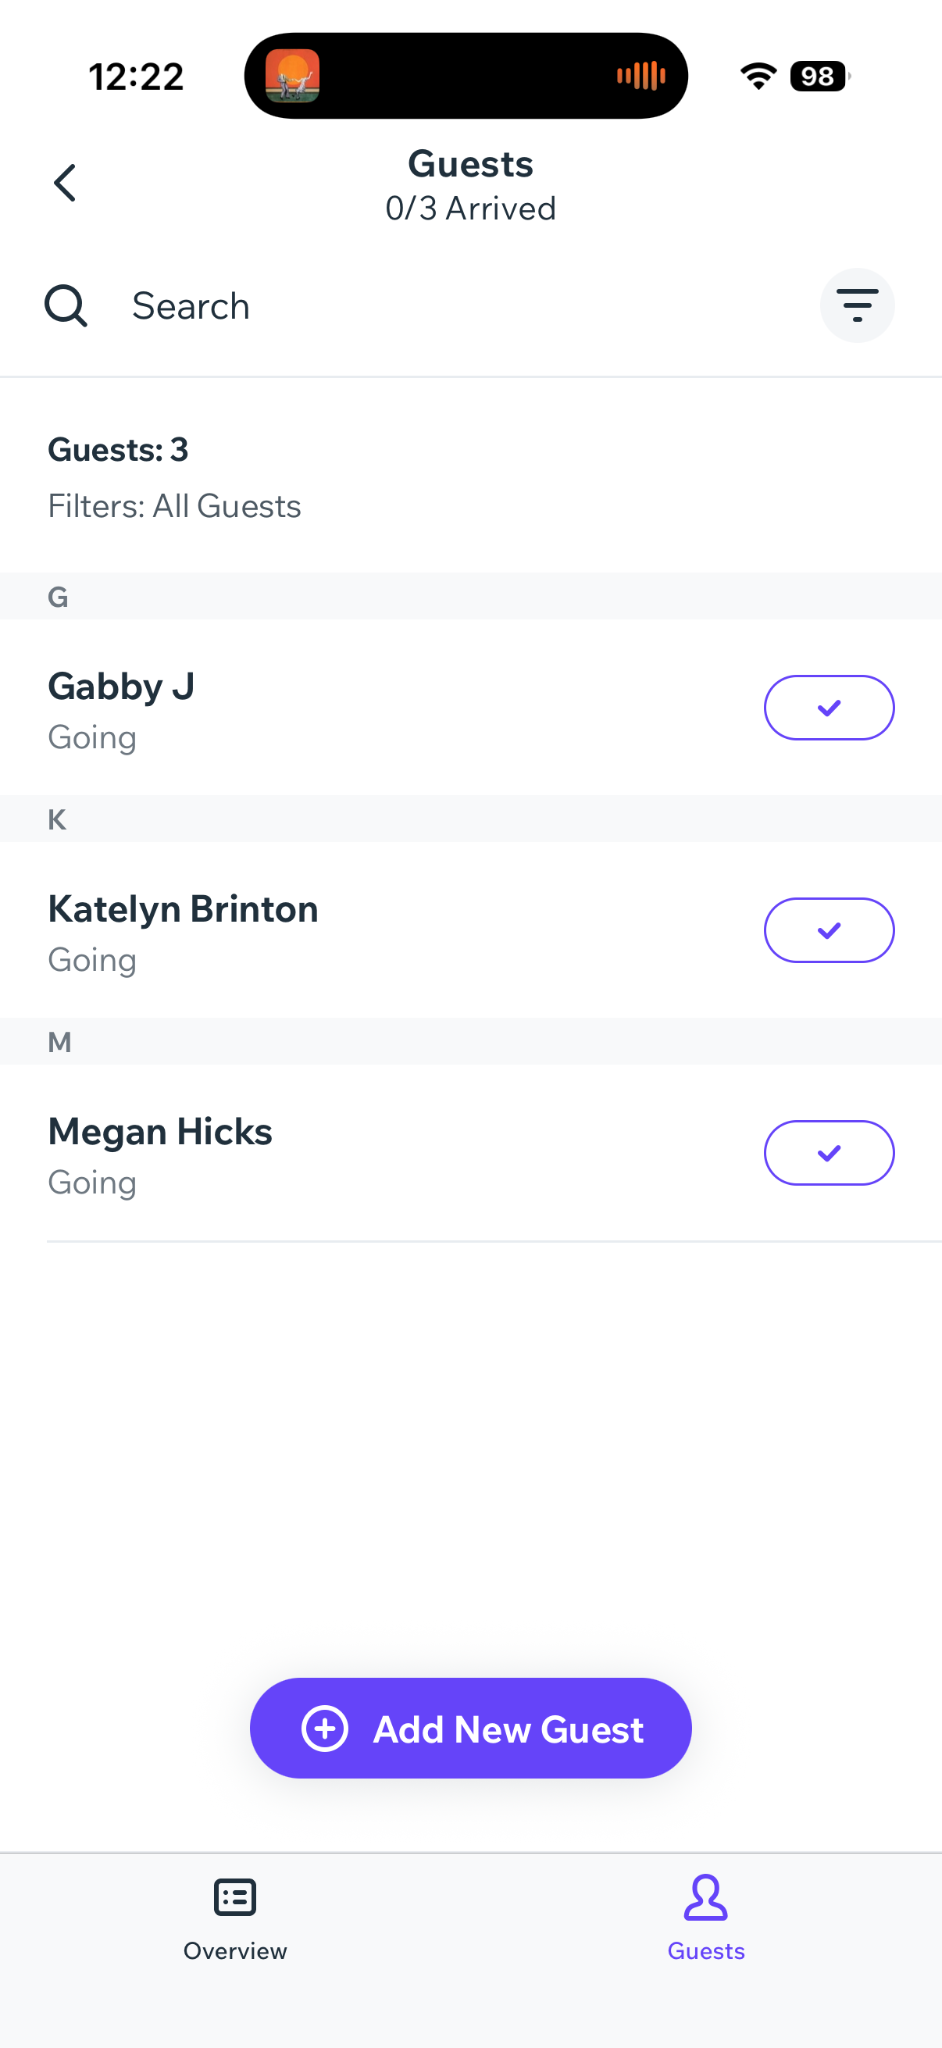 12:22
98
Guests
0/3 Arrived
Search
Guests: 3
Filters: All Guests
G
Gabby J
Going
K
Katelyn Brinton
Going
M
Megan Hicks
Going
Add New Guest
Overview
Guests